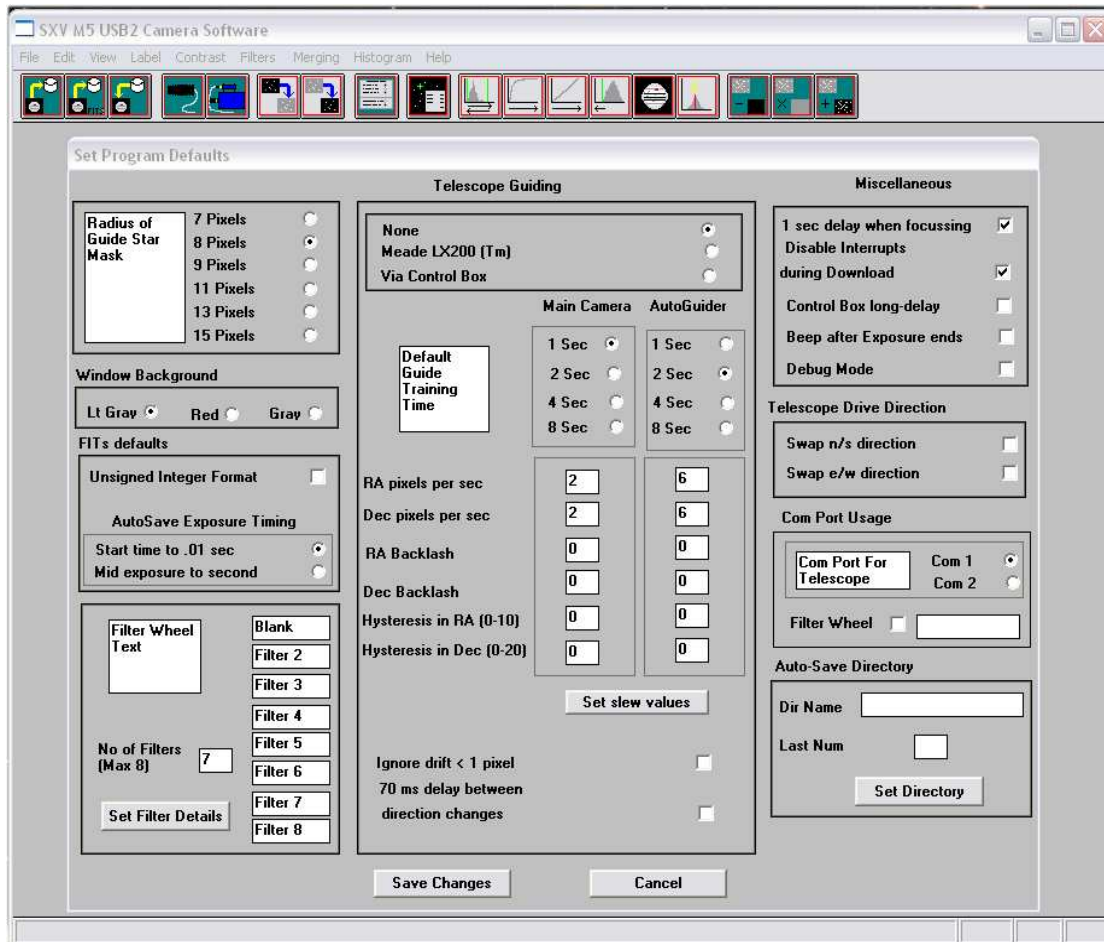 SXV M5 USB2 Camera Software
File Edit View Label Contrast Filters Merging Histogram Help
Set Program Defaults
Radius of
Guide Star
Mask
7 Pixels
8 Pixels
9 Pixels
11 Pixels
13 Pixels
15 Pixels
Window Background
Lt Gray Red Gray
FITs defaults
Unsigned Integer Format
AutoSave Exposure Timing
Start time to .01 sec
Mid exposure to second
Filter Wheel
Text
Blank
Filter 2
Filter 3
Filter 4
Filter 5
Filter 6
Filter 7
Filter 8
No of Filters
(Max 8)
7
Set Filter Details
Telescope Guiding
None
Meade LX200 (Tm)
Via Control Box
Main Camera AutoGuider
Default
Guide
Training
Time
1 Sec 1 Sec
2 Sec 2 Sec
4 Sec 4 Sec
8 Sec 8 Sec
RA pixels per sec 2 6
Dec pixels per sec 2 6
RA Backlash 0 0
Dec Backlash 0 0
Hysteresis in RA (0-10) 0 0
Hysteresis in Dec (0-20) 0 0
Set slew values
Ignore drift < 1 pixel
70 ms delay between
direction changes
Miscellaneous
1 sec delay when focussing
Disable Interrupts
during Download
Control Box long-delay
Beep after Exposure ends
Debug Mode
Telescope Drive Direction
Swap n/s direction
Swap e/w direction
Com Port Usage
Com Port For
Telescope
Com 1
Com 2
Filter Wheel
Auto-Save Directory
Dir Name
Last Num
Set Directory
Save Changes Cancel